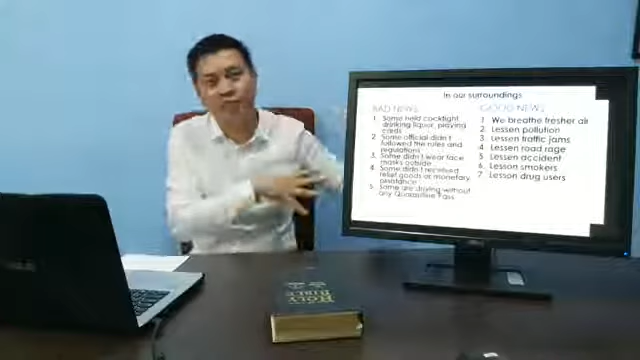 In our surroundings
BAD NEWS
1 Some held cockfight
drinking liquor, praying
cards
2 Some official didn't
followed the rules and
regulations
3. Some didn't wear face
masks outside
4. Some didn't received
relief goods or monetary
assistance
5. Some are driving without
any Quarantine Pass
GOOD NEWS
1 We breathe fresher air
2. Lessen pollution
3 Lessen traffic jams
4 Lessen road rage
5 Lessen accident
6 Lessen smokers
7 Lessen drug users
HOLY
BIBLE